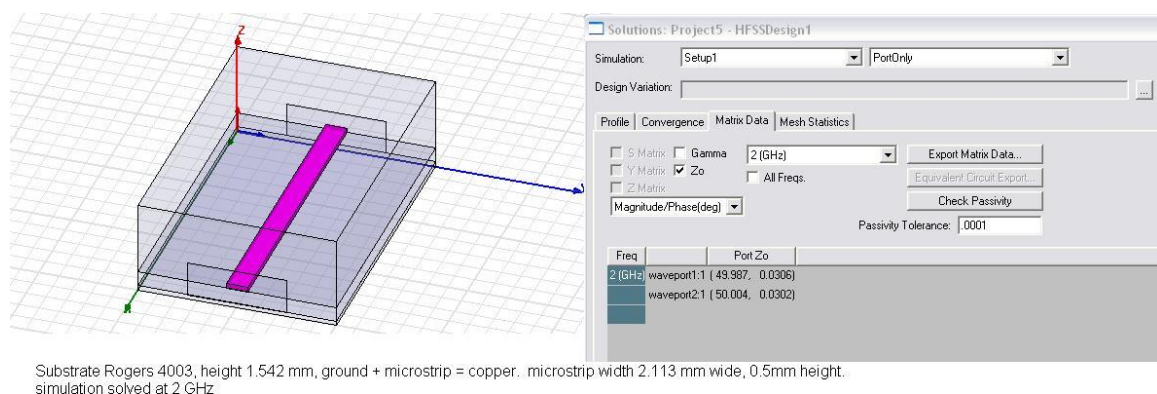 Z
Solutions: Project5 - HFSSDesign1
Simulation: Setup1 PortOnly
Design Variation: ...
Profile Convergence Matrix Data Mesh Statistics
S Matrix Gamma 2 (GHz) Export Matrix Data...
Y Matrix Zo All Freqs. Equivalent Circuit Export...
Z Matrix Check Passivity
Magnitude/Phase(deg)
Passivity Tolerance: .0001
Freq Port Zo
2 (GHz) waveport1:1 ( 49.987, 0.0306)
waveport2:1 ( 50.004, 0.0302)
Substrate Rogers 4003, height 1.542 mm, ground + microstrip = copper. microstrip width 2.113 mm wide, 0.5mm height.
simulation solved at 2 GHz